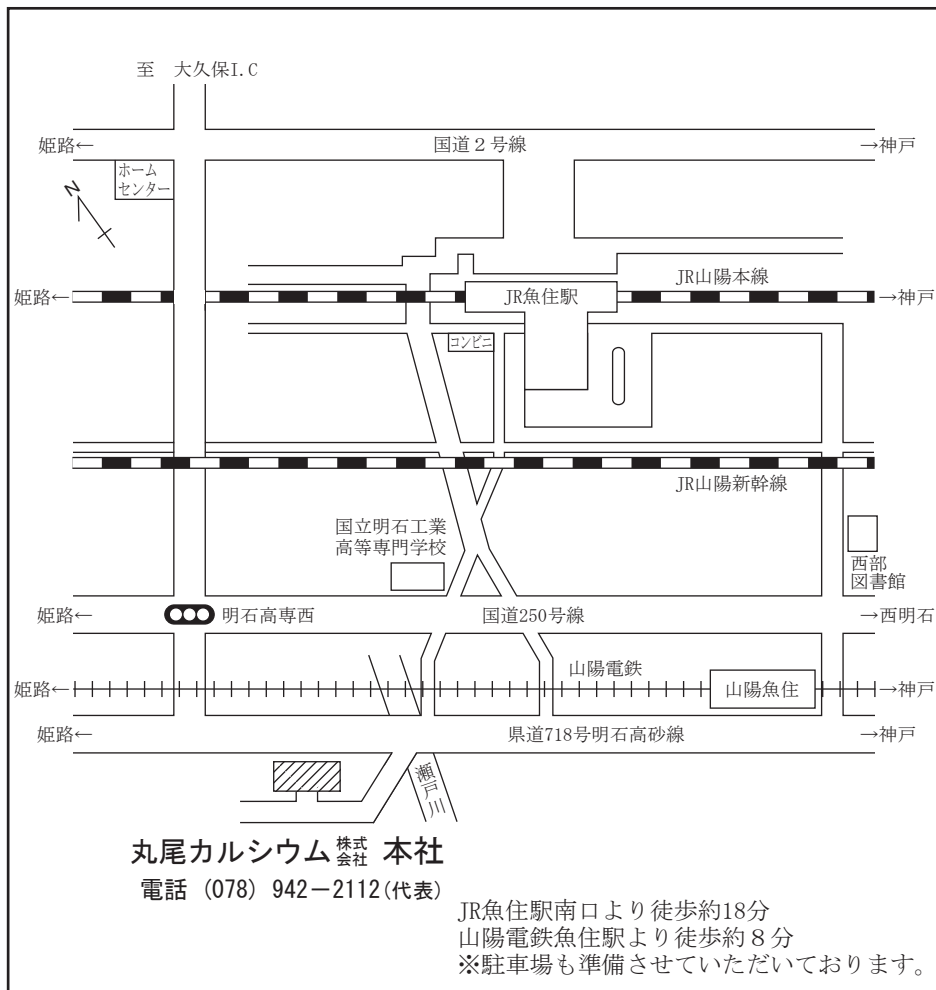 至　大久保I.C
姫路←
国道２号線
→神戸
ホーム
センター
N
JR山陽本線
姫路←
JR魚住駅
→神戸
コンビニ
JR山陽新幹線
国立明石工業
高等専門学校
西部
図書館
姫路←
明石高専西
国道250号線
→西明石
山陽電鉄
姫路←
山陽魚住
→神戸
姫路←
県道718号明石高砂線
→神戸
瀬戸川
丸尾カルシウム株式会社 本社
電話（078）942－2112(代表)
JR魚住駅南口より徒歩約18分
山陽電鉄魚住駅より徒歩約８分
※駐車場も準備させていただいております。